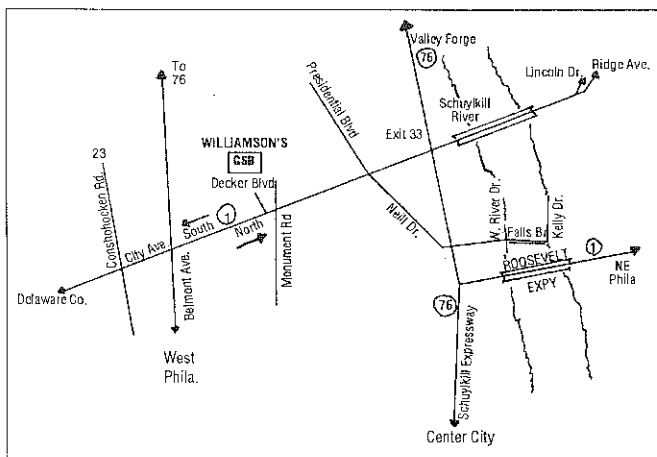 Valley Forge
76
To
76
Presidential Blvd
Lincoln Dr.
Ridge Ave.
Schuylkill
River
Exit 33
WILLIAMSON'S
GSB
Decker Blvd
23
Conshohocken Rd.
City Ave
South
1
North
Monument Rd
Neill Dr.
W. River Dr.
Falls Br.
Kelly Dr.
ROOSEVELT
EXPY
1
NE
Phila
Delaware Co.
Belmont Ave.
West
Phila.
76
Schuylkill Expressway
Center City